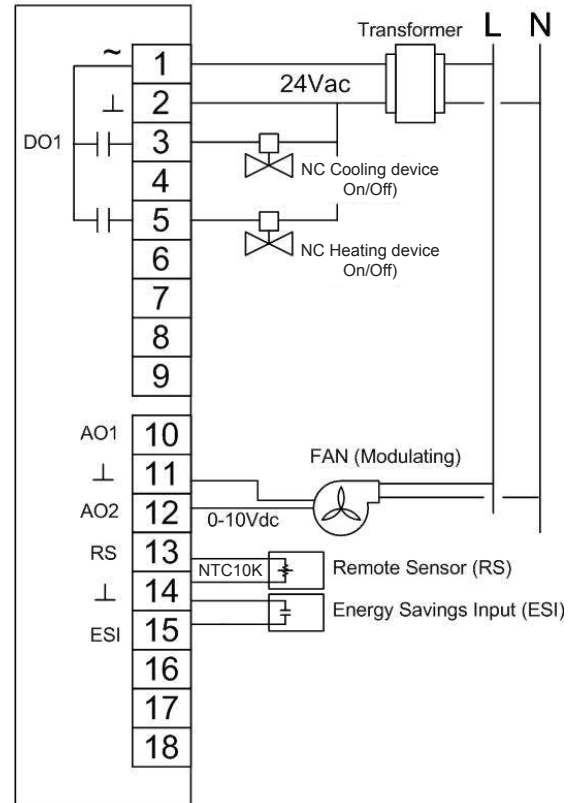 Transformer L N
~ 1
24Vac
⊥ 2
DO1 3
NC Cooling device
On/Off)
4
5
NC Heating device
On/Off)
6
7
8
9
AO1 10
FAN (Modulating)
⊥ 11
AO2 12
0-10Vdc
RS 13 NTC10K Remote Sensor (RS)
⊥ 14
Energy Savings Input (ESI)
ESI 15
16
17
18